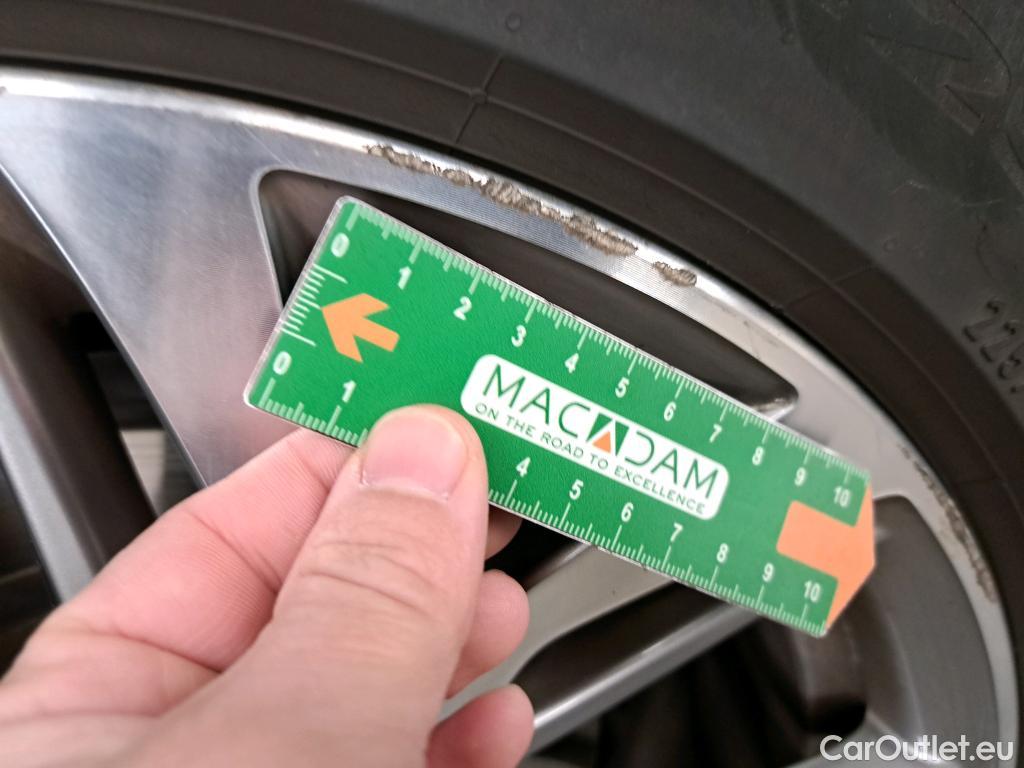 0 1 2 3 4 5 6 7 8 9 10
MACADAM
ON THE ROAD TO EXCELLENCE
0 1 4 5 6 7 8 9 10
CarOutlet.eu